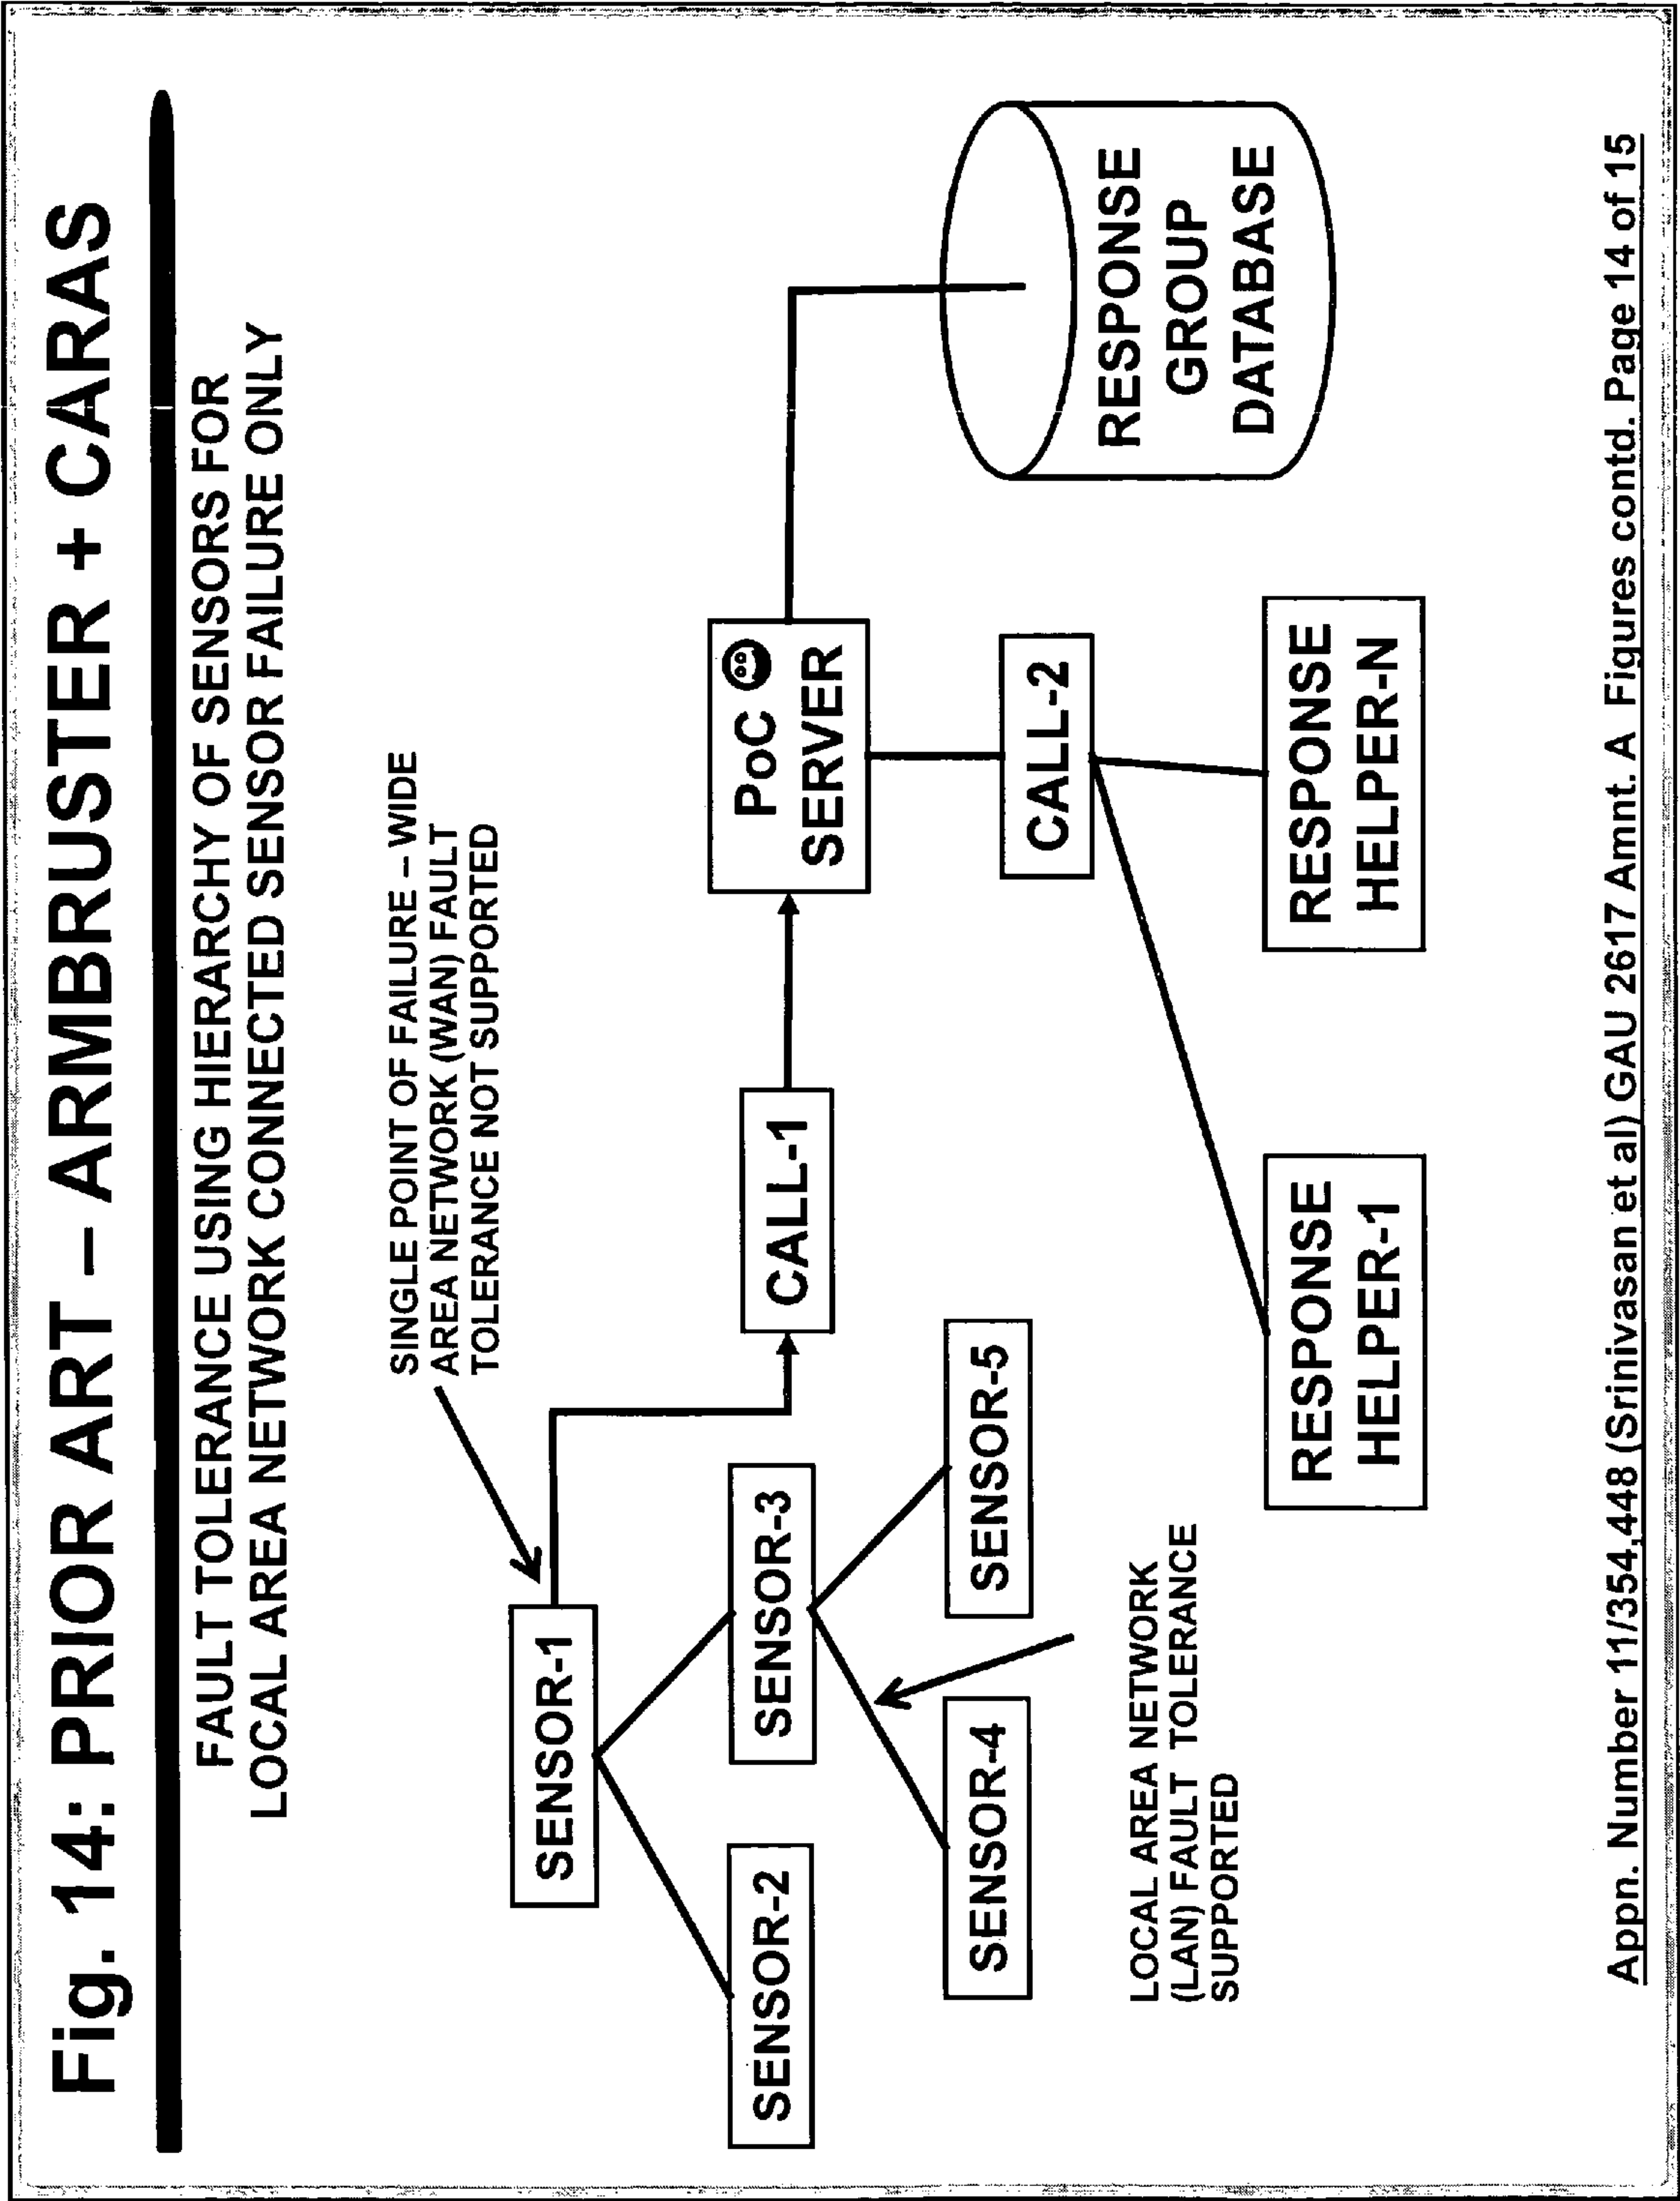 Fig. 14: PRIOR ART – ARMBRUSTER + CARAS
FAULT TOLERANCE USING HIERARCHY OF SENSORS FOR
LOCAL AREA NETWORK CONNECTED SENSOR FAILURE ONLY
SINGLE POINT OF FAILURE – WIDE
AREA NETWORK (WAN) FAULT
TOLERANCE NOT SUPPORTED
SENSOR-1
SENSOR-2
SENSOR-3
SENSOR-4
SENSOR-5
LOCAL AREA NETWORK
(LAN) FAULT TOLERANCE
SUPPORTED
CALL-1
PoC
SERVER
CALL-2
RESPONSE
HELPER-1
RESPONSE
HELPER-N
RESPONSE
GROUP
DATABASE
Appn. Number 11/354,448 (Srinivasan et al) GAU 2617 Amnt. A Figures contd. Page 14 of 15